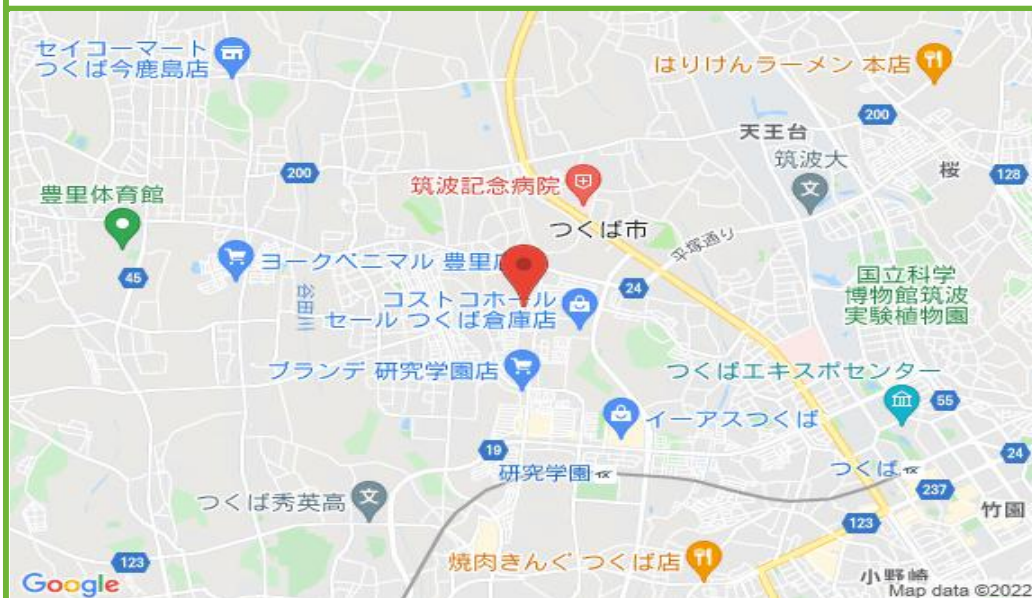 セイコーマート
つくば今鹿島店
はりけんラーメン 本店
200
天王台
筑波大
桜
128
200
筑波記念病院
豊里体育館
つくば市
平塚通り
45
ヨークベニマル 豊里店
谷田川
24
国立科学
博物館筑波
実験植物園
コストコホールセール つくば倉庫店
ブランデ 研究学園店
つくばエキスポセンター
55
イーアスつくば
19
研究学園
つくば
24
237
つくば秀英高
竹園
123
123
焼肉きんぐ つくば店
小野崎
Google
Map data ©2022